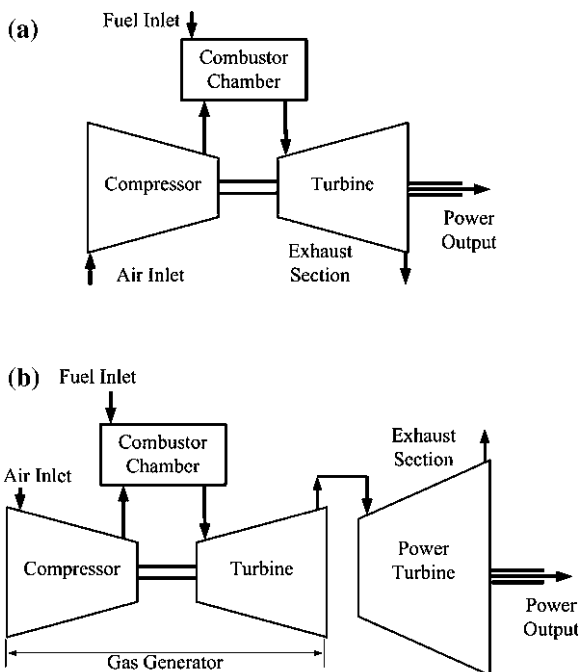 (a)
Fuel Inlet
Combustor
Chamber
Compressor
Turbine
Power
Output
Exhaust
Section
Air Inlet
(b)
Fuel Inlet
Combustor
Chamber
Air Inlet
Exhaust
Section
Compressor
Turbine
Power
Turbine
Power
Output
Gas Generator